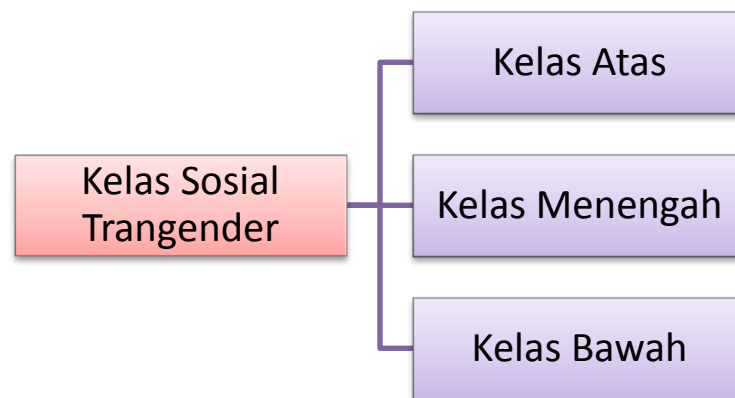 Kelas Sosial
Trangender
Kelas Atas
Kelas Menengah
Kelas Bawah